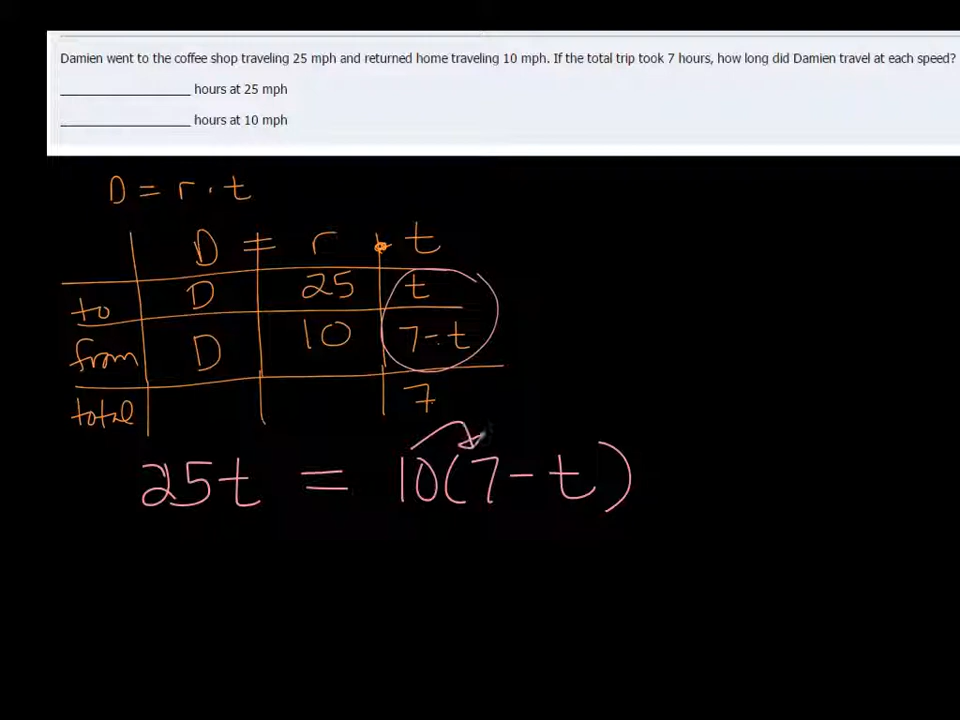 Damien went to the coffee shop traveling 25 mph and returned home traveling 10 mph. If the total trip took 7 hours, how long did Damien travel at each speed?
____________________ hours at 25 mph
____________________ hours at 10 mph
D = r · t
D = r · t
to D 25 t
from D 10 7 - t
total 7
25t = 10(7 - t)